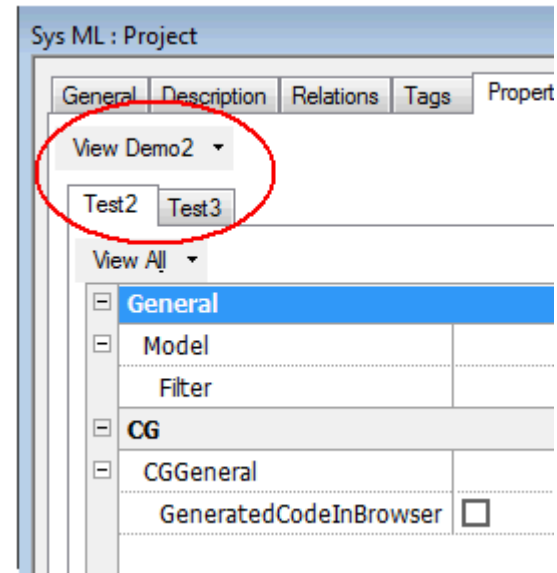 Sys ML : Project
General Description Relations Tags Propert
View Demo2
Test2 Test3
View All
General
Model
Filter
CG
CGGeneral
GeneratedCodeInBrowser